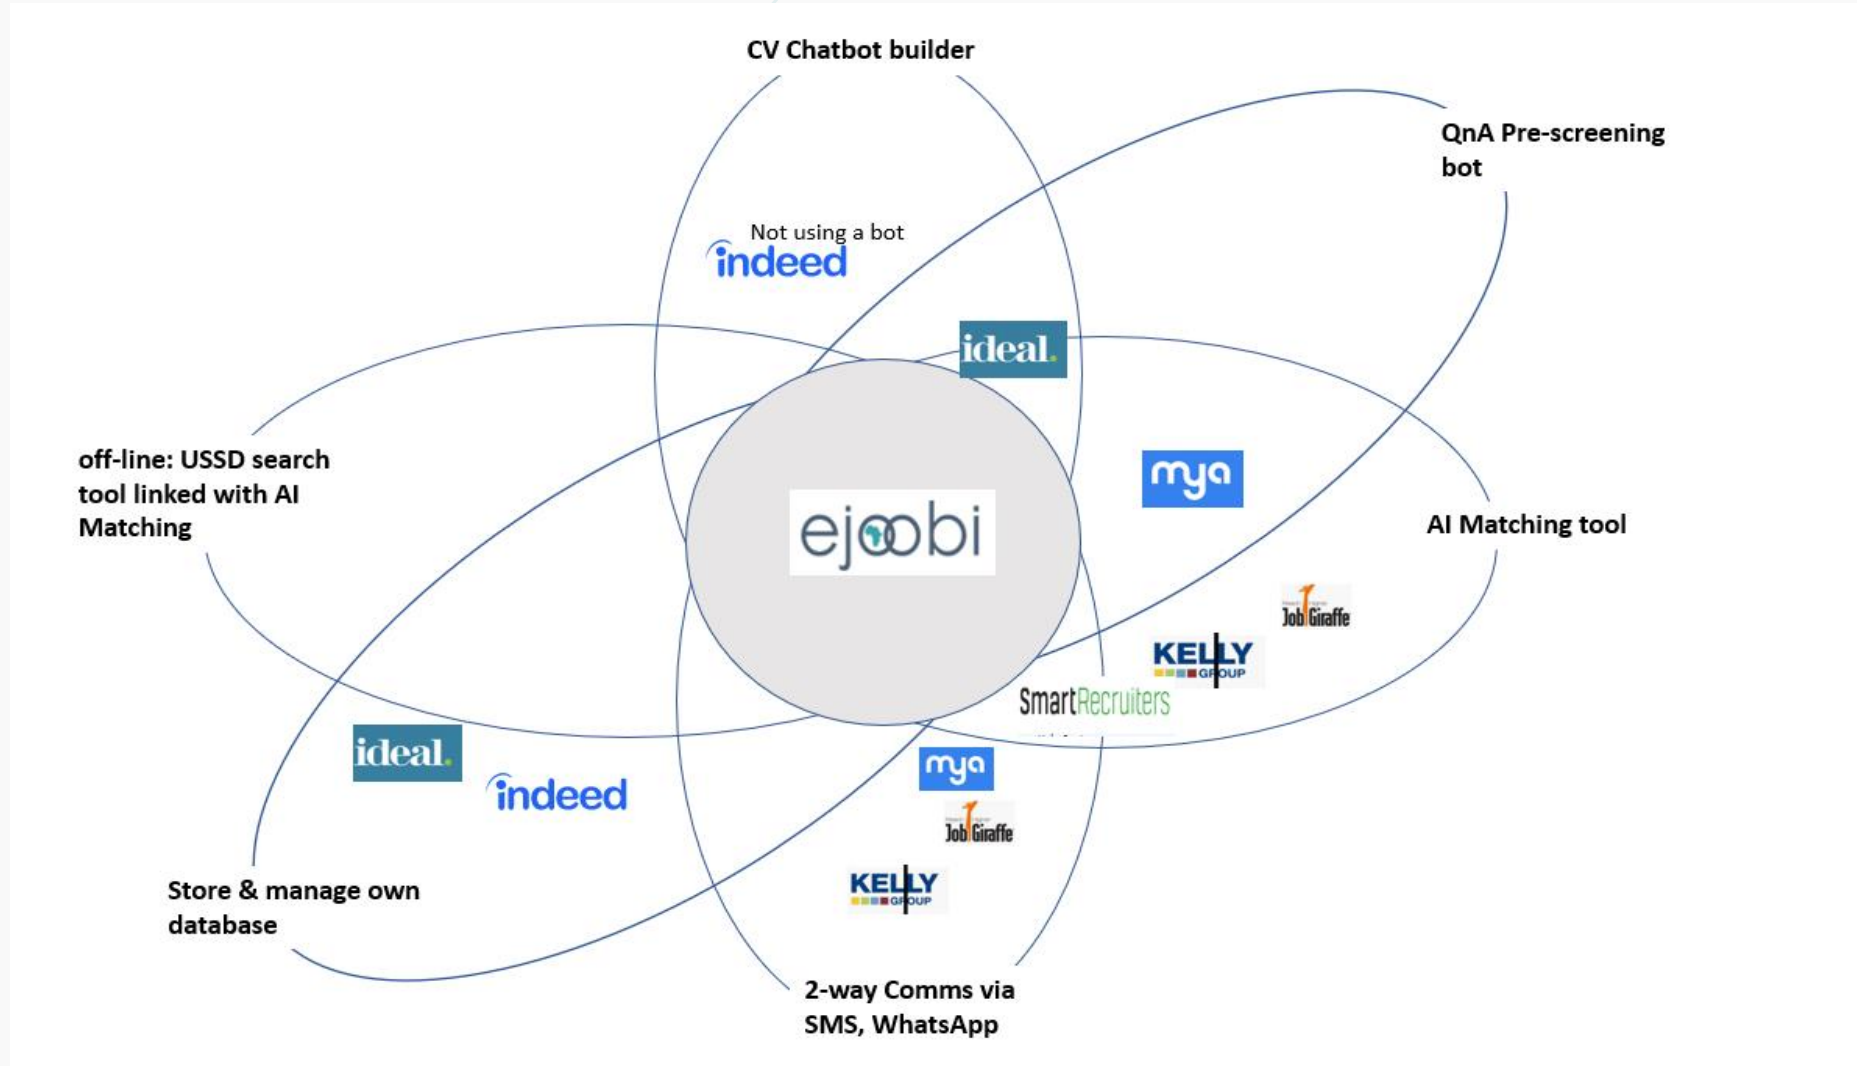 CV Chatbot builder
QnA Pre-screening
bot
Not using a bot
indeed
ideal.
off-line: USSD search
tool linked with AI
Matching
mya
ejoobi
AI Matching tool
Job Giraffe
KELLY
GROUP
SmartRecruiters
ideal.
indeed
mya
Job Giraffe
KELLY
GROUP
Store & manage own
database
2-way Comms via
SMS, WhatsApp